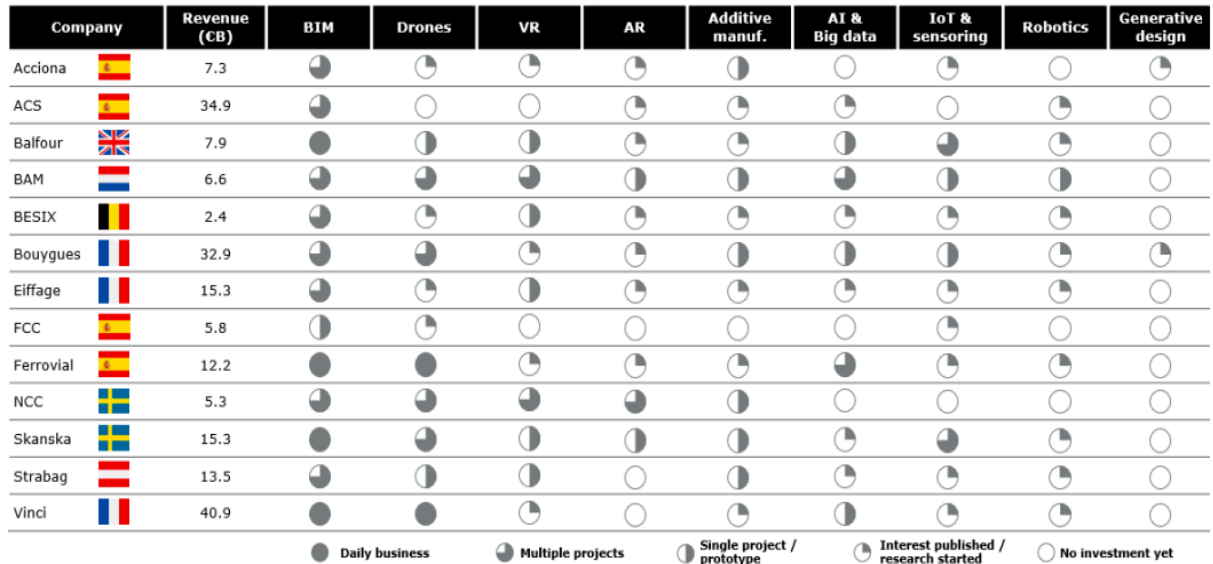 Company Revenue (€B) BIM Drones VR AR Additive manuf. AI & Big data IoT & sensoring Robotics Generative design
Acciona 7.3
ACS 34.9
Balfour 7.9
BAM 6.6
BESIX 2.4
Bouygues 32.9
Eiffage 15.3
FCC 5.8
Ferrovial 12.2
NCC 5.3
Skanska 15.3
Strabag 13.5
Vinci 40.9
Daily business Multiple projects Single project / prototype Interest published / research started No investment yet